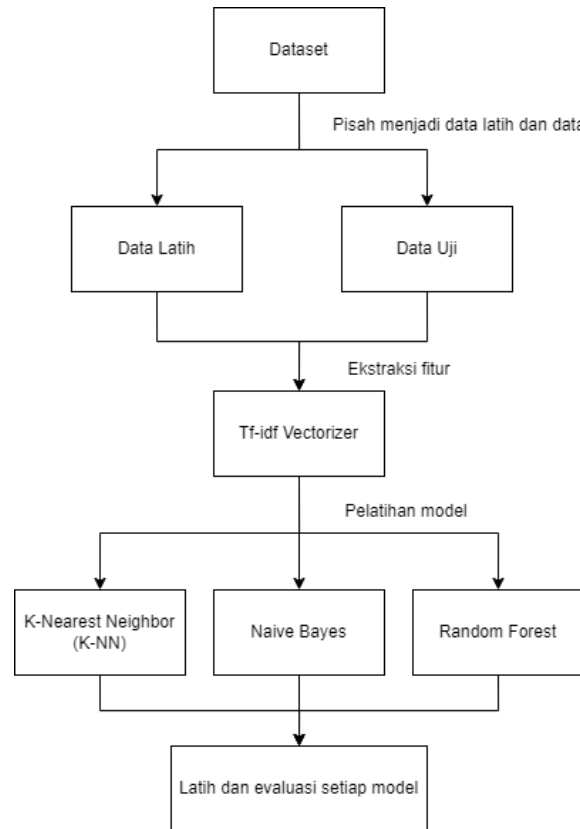 Dataset
Pisah menjadi data latih dan data
Data Latih
Data Uji
Ekstraksi fitur
Tf-idf Vectorizer
Pelatihan model
K-Nearest Neighbor
(K-NN)
Naive Bayes
Random Forest
Latih dan evaluasi setiap model